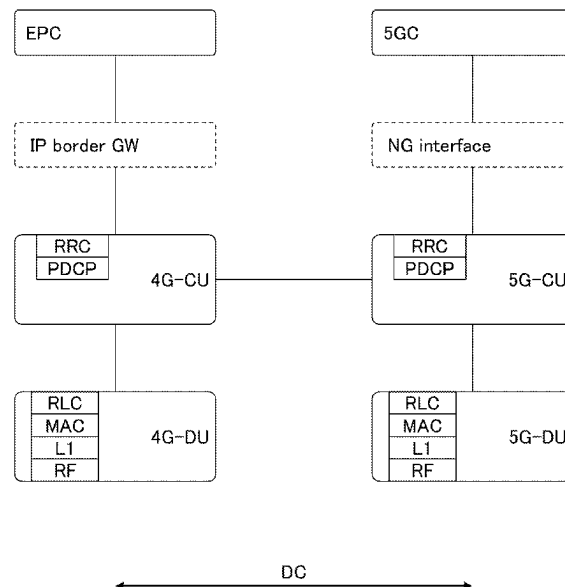 EPC
5GC
IP border GW
NG interface
RRC
PDCP
4G-CU
RRC
PDCP
5G-CU
RLC
MAC
L1
RF
4G-DU
RLC
MAC
L1
RF
5G-DU
DC